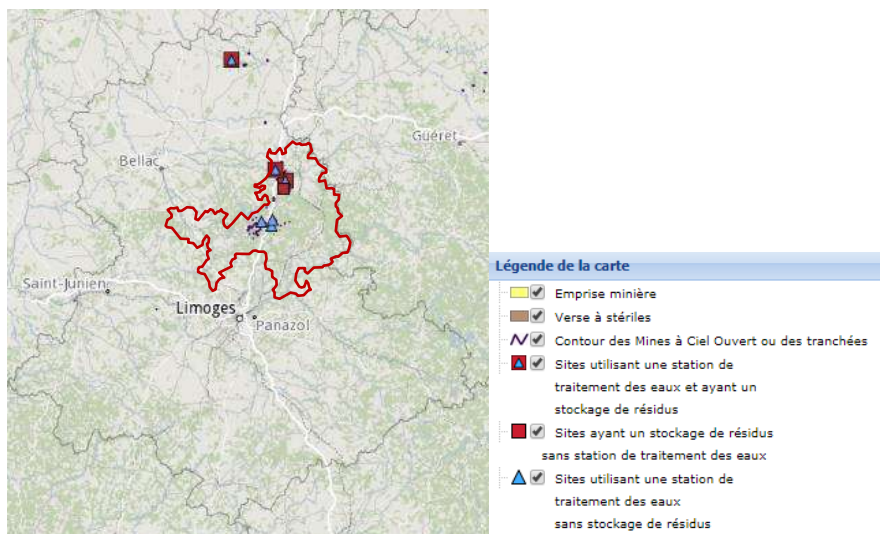 Guéret
Bellac
Saint-Junien
Limoges
Panazol
Légende de la carte
Emprise minière
Verse à stériles
Contour des Mines à Ciel Ouvert ou des tranchées
Sites utilisant une station de
traitement des eaux et ayant un
stockage de résidus
Sites ayant un stockage de résidus
sans station de traitement des eaux
Sites utilisant une station de
traitement des eaux
sans stockage de résidus